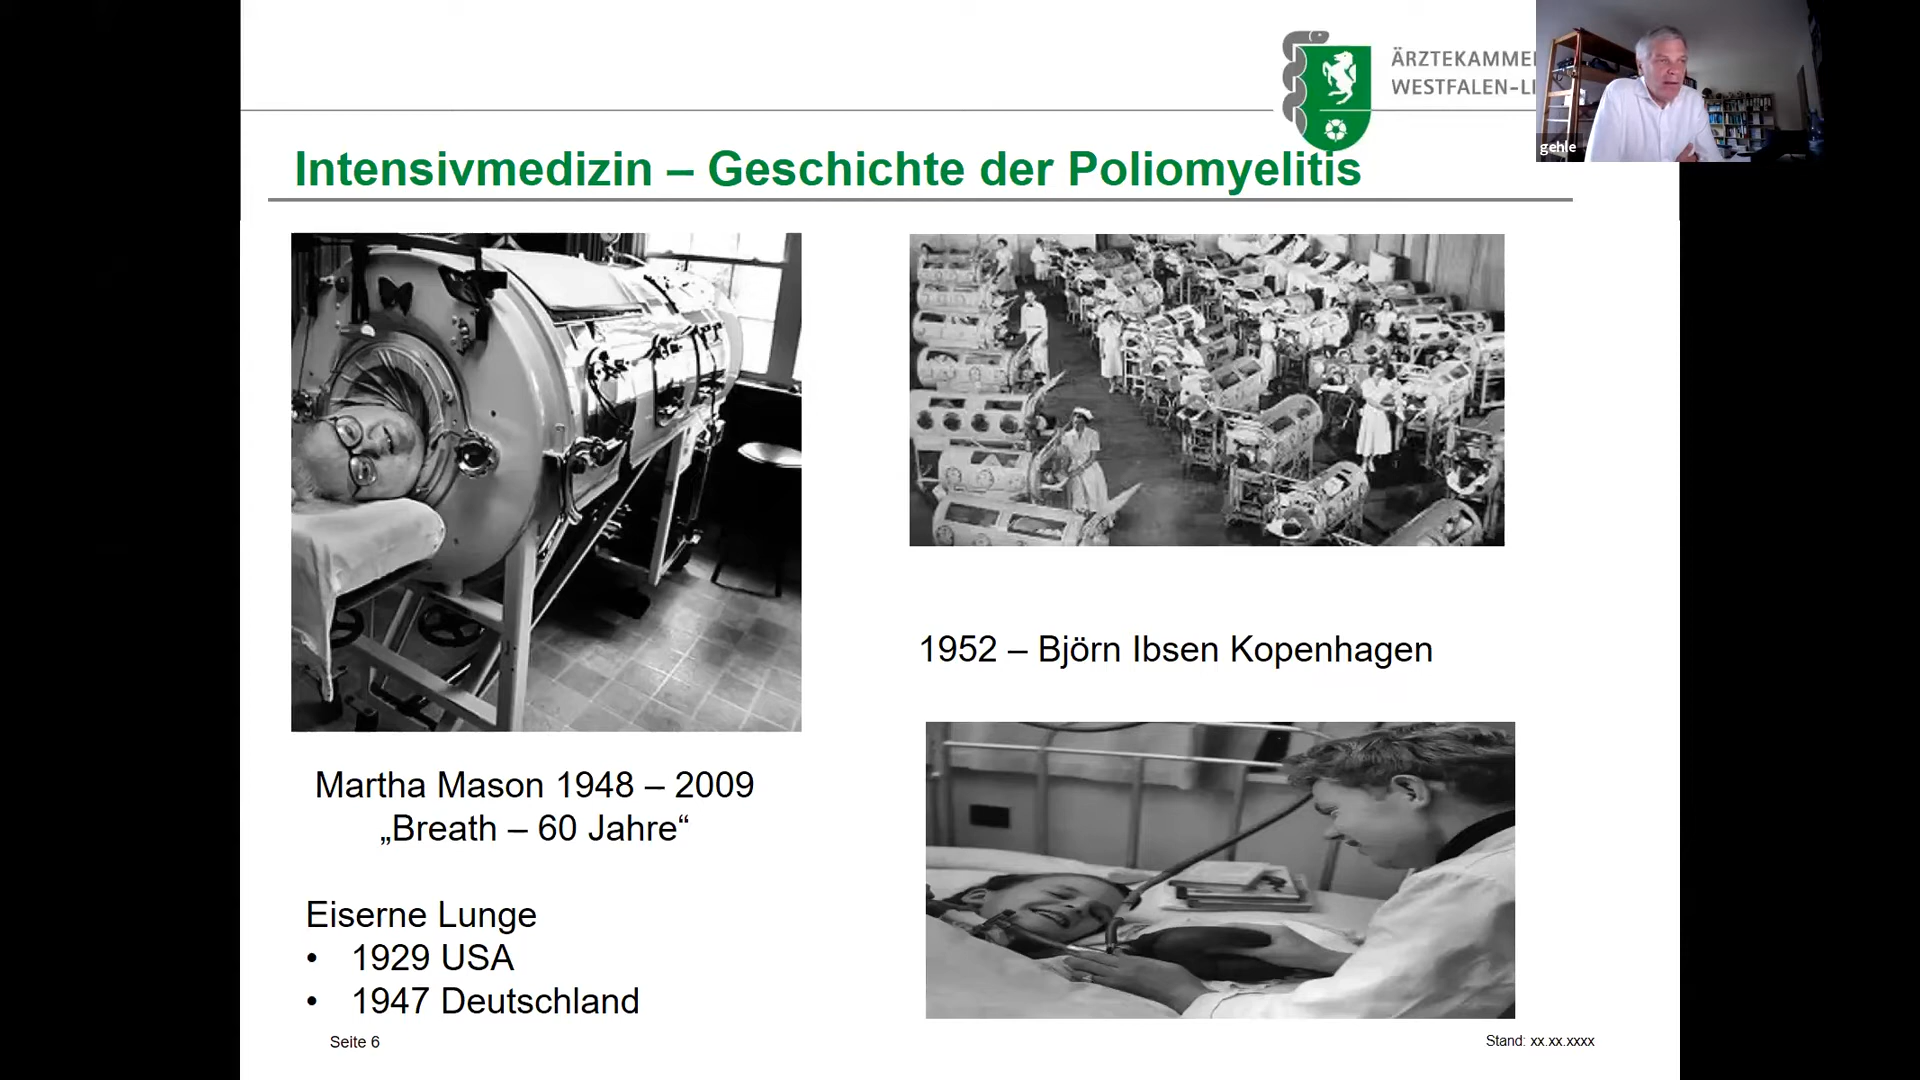 ÄRZTEKAMMER
WESTFALEN-LI
gehle
Intensivmedizin – Geschichte der Poliomyelitis
Martha Mason 1948 – 2009
„Breath – 60 Jahre“
Eiserne Lunge
• 1929 USA
• 1947 Deutschland
1952 – Björn Ibsen Kopenhagen
Seite 6
Stand: xx.xx.xxxx